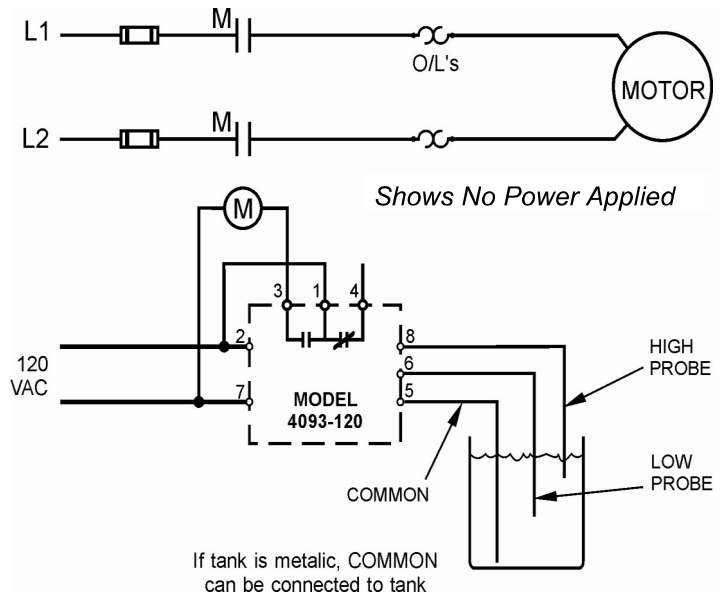 L1
M
O/L's
MOTOR
L2
M
Shows No Power Applied
M
3
1
4
2
8
120
VAC
6
HIGH
PROBE
7
5
MODEL
4093-120
COMMON
LOW
PROBE
If tank is metalic, COMMON
can be connected to tank